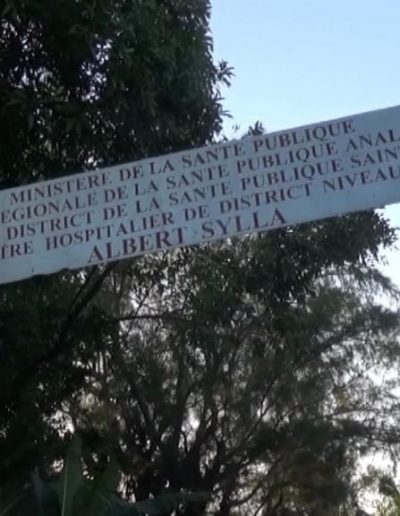 MINISTERE DE LA SANTE PUBLIQUE
EGIONALE DE LA SANTE PUBLIQUE ANAL
DISTRICT DE LA SANTE PUBLIQUE SAIN
TRE HOSPITALIER DE DISTRICT NIVEAU
ALBERT SYLLA